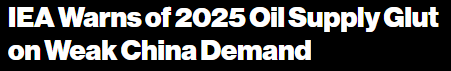 IEA Warns of 2025 Oil Supply Glut
on Weak China Demand